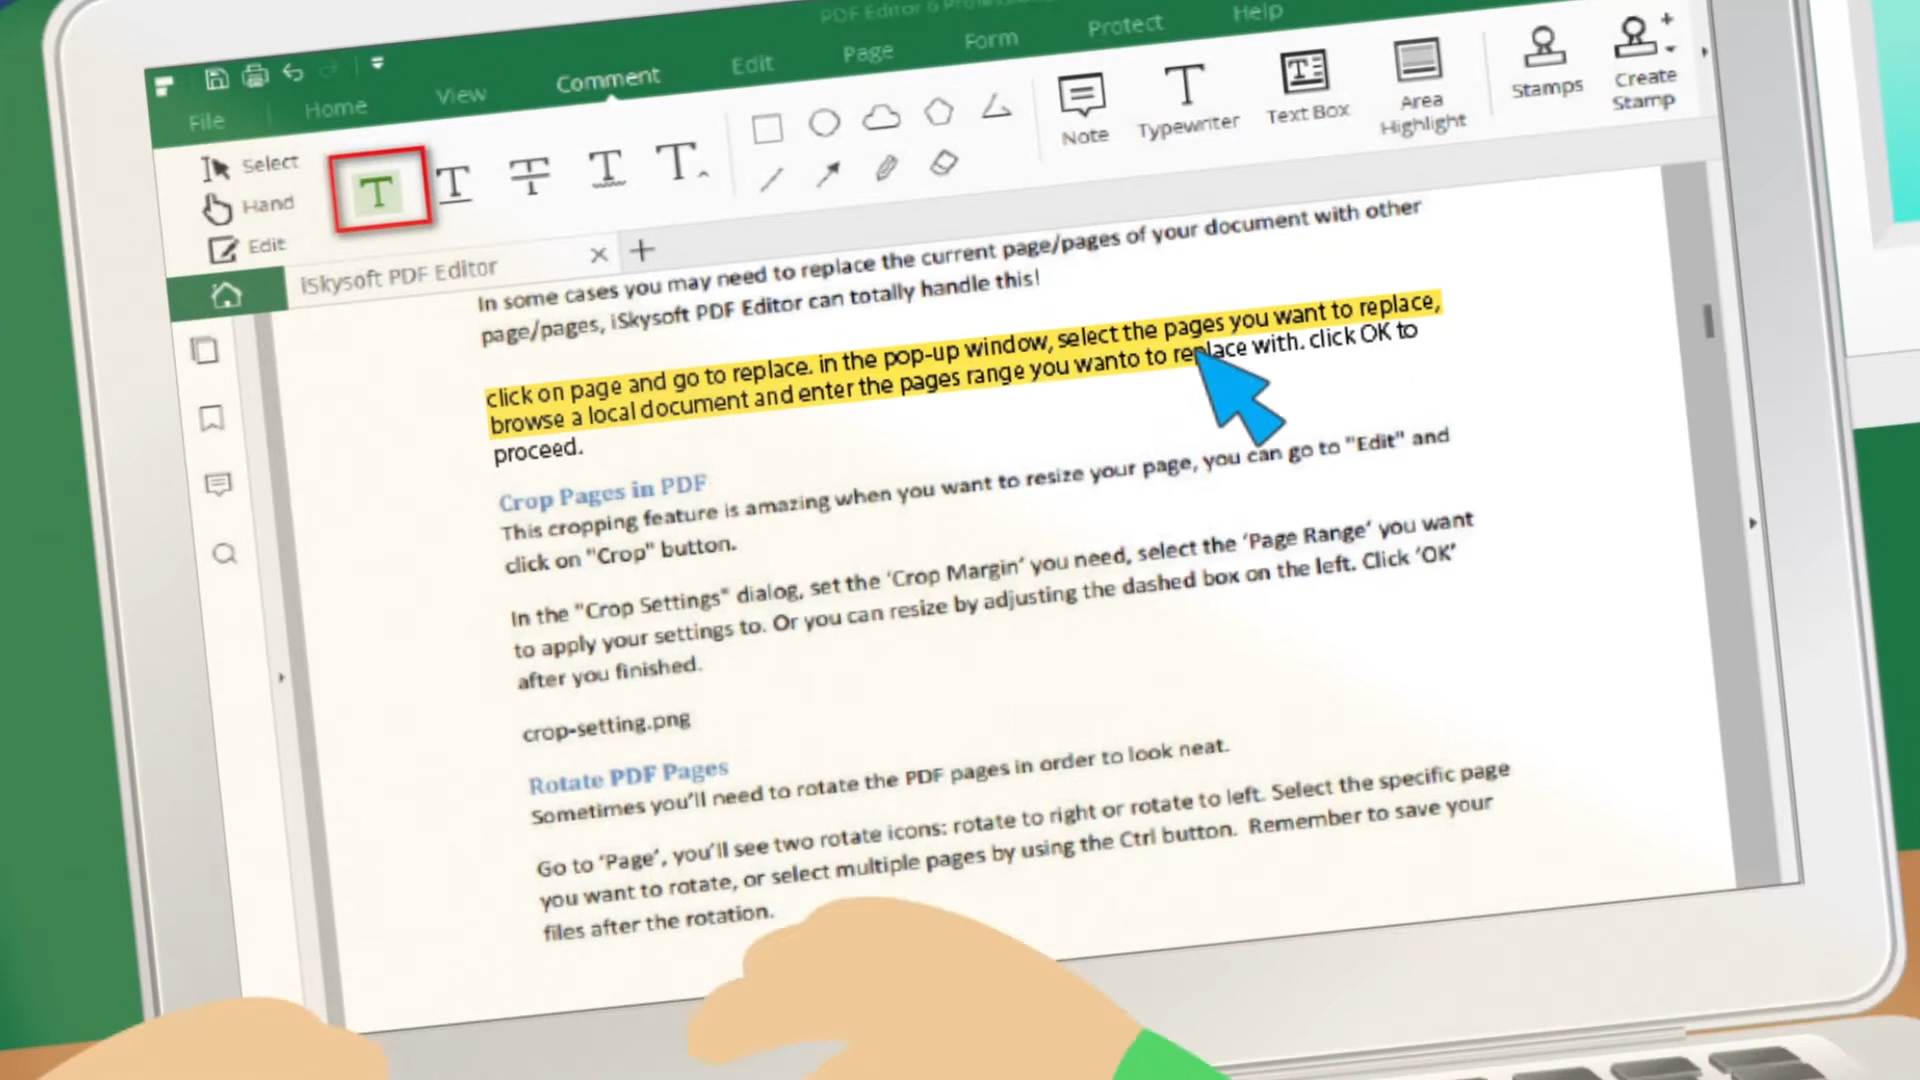 PDF Editor 6 Profess
File Home View Comment Edit Page Form Protect Help
Select
Hand
Edit
T T T T T
Note
Typewriter
T
Text Box
Area
Highlight
Stamps
Create
Stamp
iSkysoft PDF Editor
In some cases you may need to replace the current page/pages of your document with other
page/pages, iSkysoft PDF Editor can totally handle this!
click on page and go to replace. in the pop-up window, select the pages you want to replace,
browse a local document and enter the pages range you wanto to replace with. click OK to
proceed.
Crop Pages in PDF
This cropping feature is amazing when you want to resize your page, you can go to "Edit" and
click on "Crop" button.
In the "Crop Settings" dialog, set the ‘Crop Margin’ you need, select the ‘Page Range’ you want
to apply your settings to. Or you can resize by adjusting the dashed box on the left. Click ‘OK’
after you finished.
crop-setting.png
Rotate PDF Pages
Sometimes you’ll need to rotate the PDF pages in order to look neat.
Go to ‘Page’, you’ll see two rotate icons: rotate to right or rotate to left. Select the specific page
you want to rotate, or select multiple pages by using the Ctrl button. Remember to save your
files after the rotation.